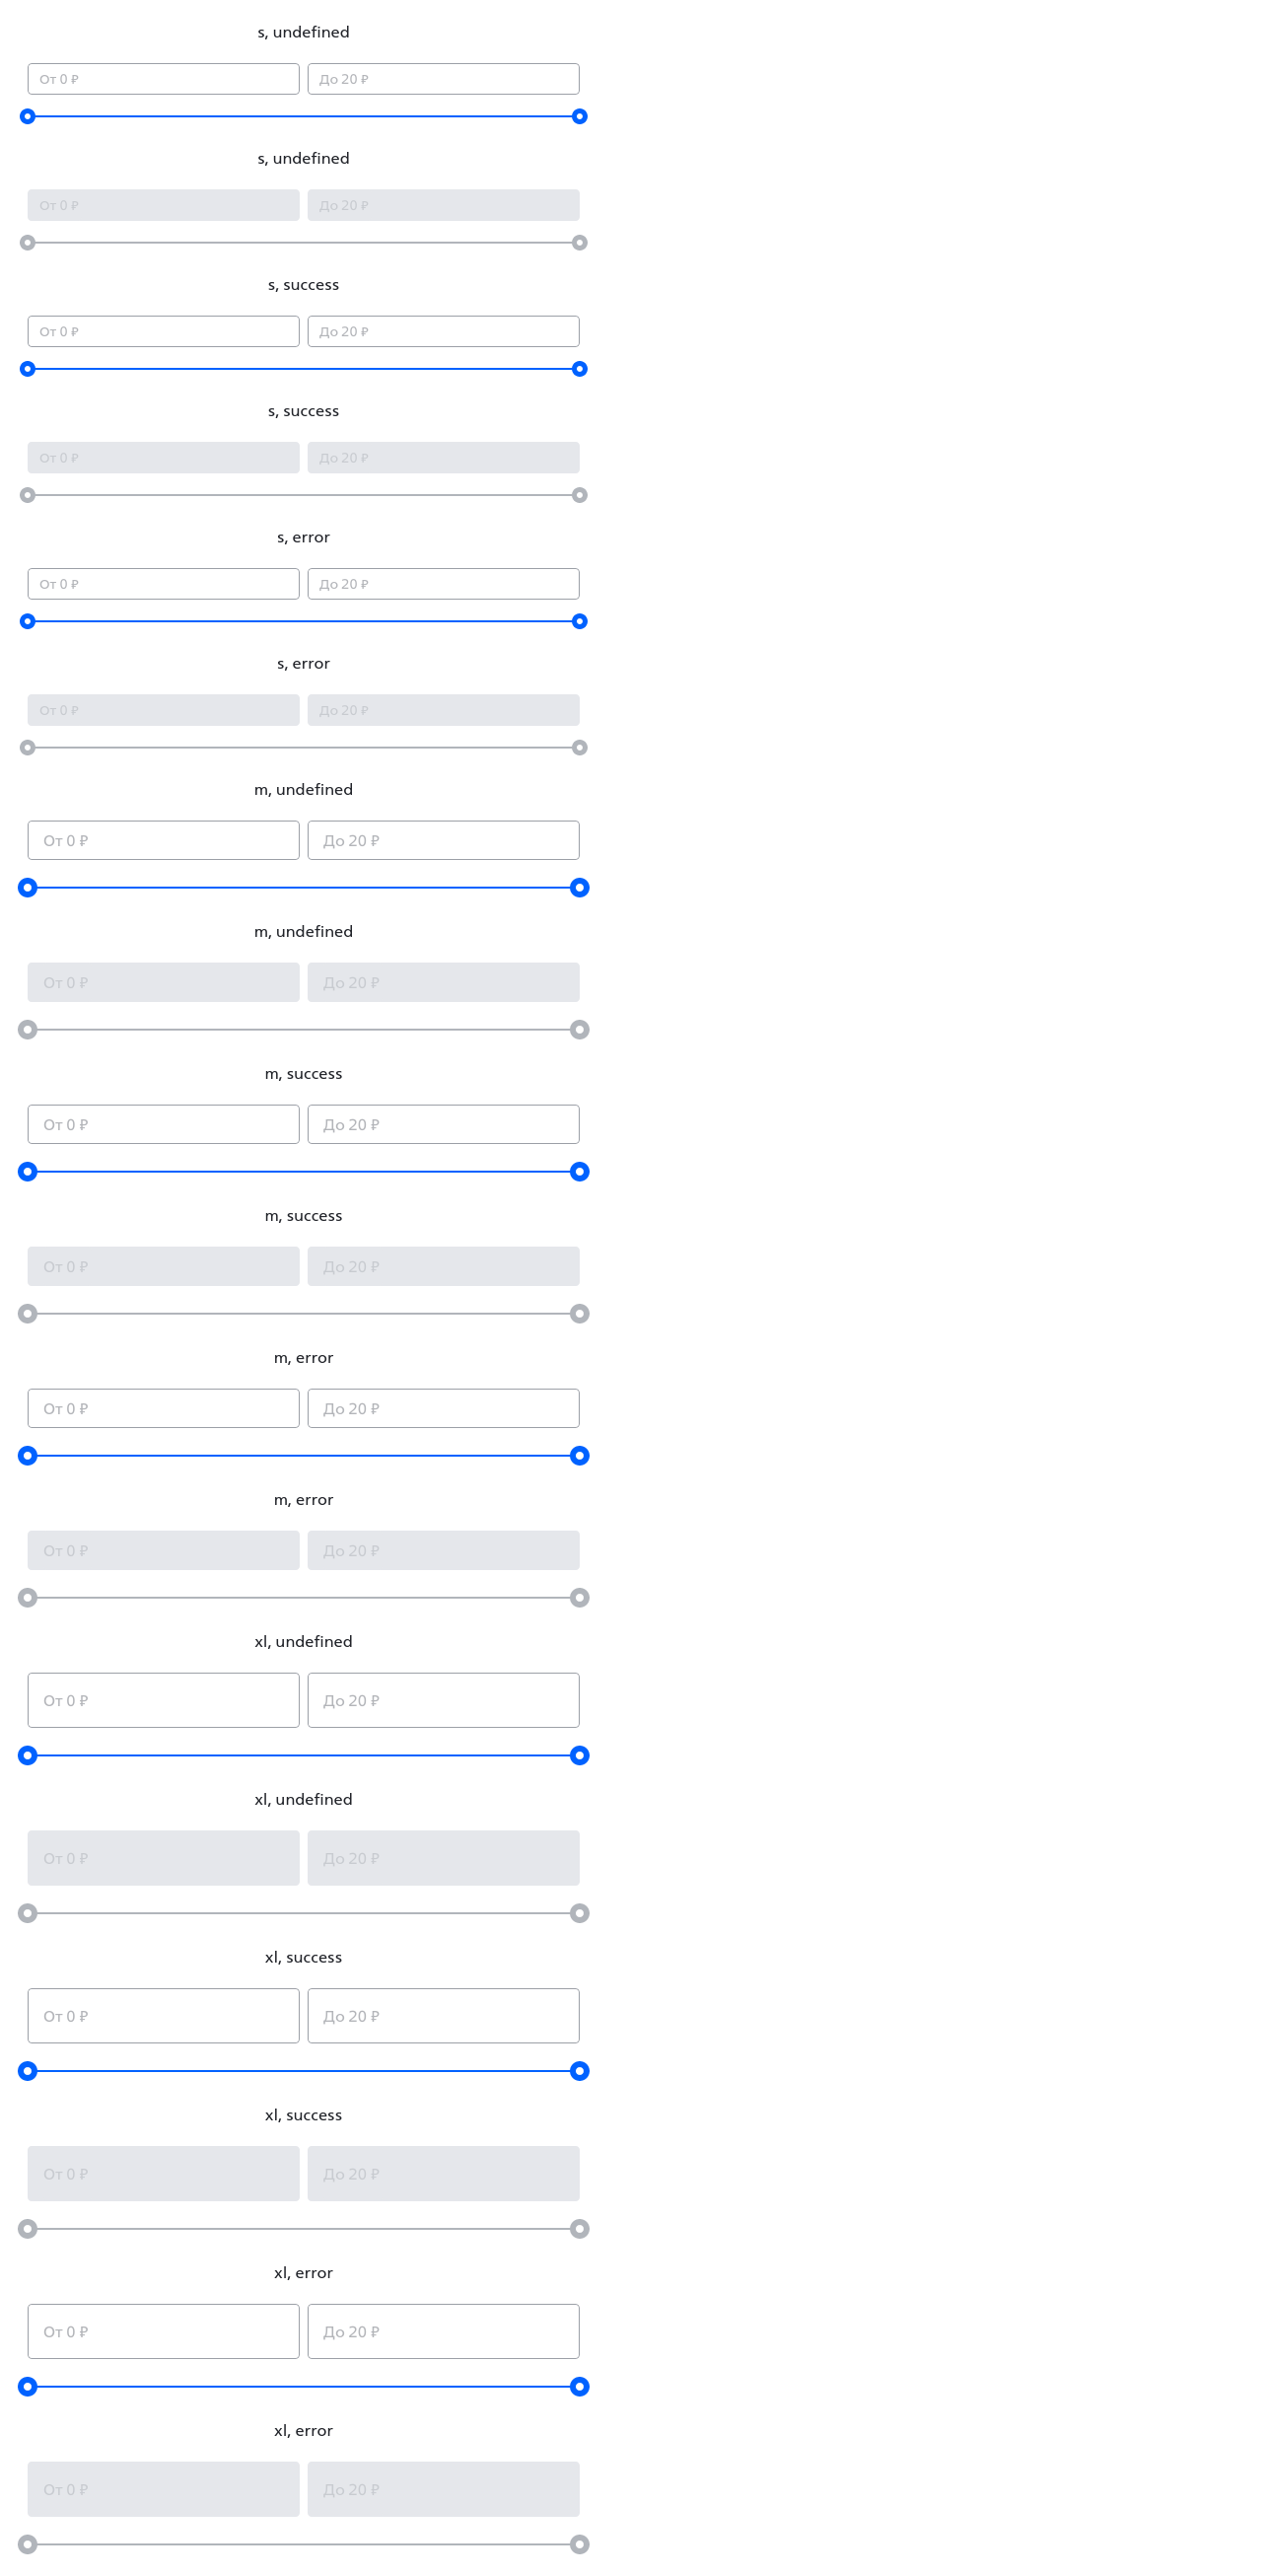 s, undefined
От 0 ₽ До 20 ₽
s, undefined
От 0 ₽ До 20 ₽
s, success
От 0 ₽ До 20 ₽
s, success
От 0 ₽ До 20 ₽
s, error
От 0 ₽ До 20 ₽
s, error
От 0 ₽ До 20 ₽
m, undefined
От 0 ₽ До 20 ₽
m, undefined
От 0 ₽ До 20 ₽
m, success
От 0 ₽ До 20 ₽
m, success
От 0 ₽ До 20 ₽
m, error
От 0 ₽ До 20 ₽
m, error
От 0 ₽ До 20 ₽
xl, undefined
От 0 ₽ До 20 ₽
xl, undefined
От 0 ₽ До 20 ₽
xl, success
От 0 ₽ До 20 ₽
xl, success
От 0 ₽ До 20 ₽
xl, error
От 0 ₽ До 20 ₽
xl, error
От 0 ₽ До 20 ₽